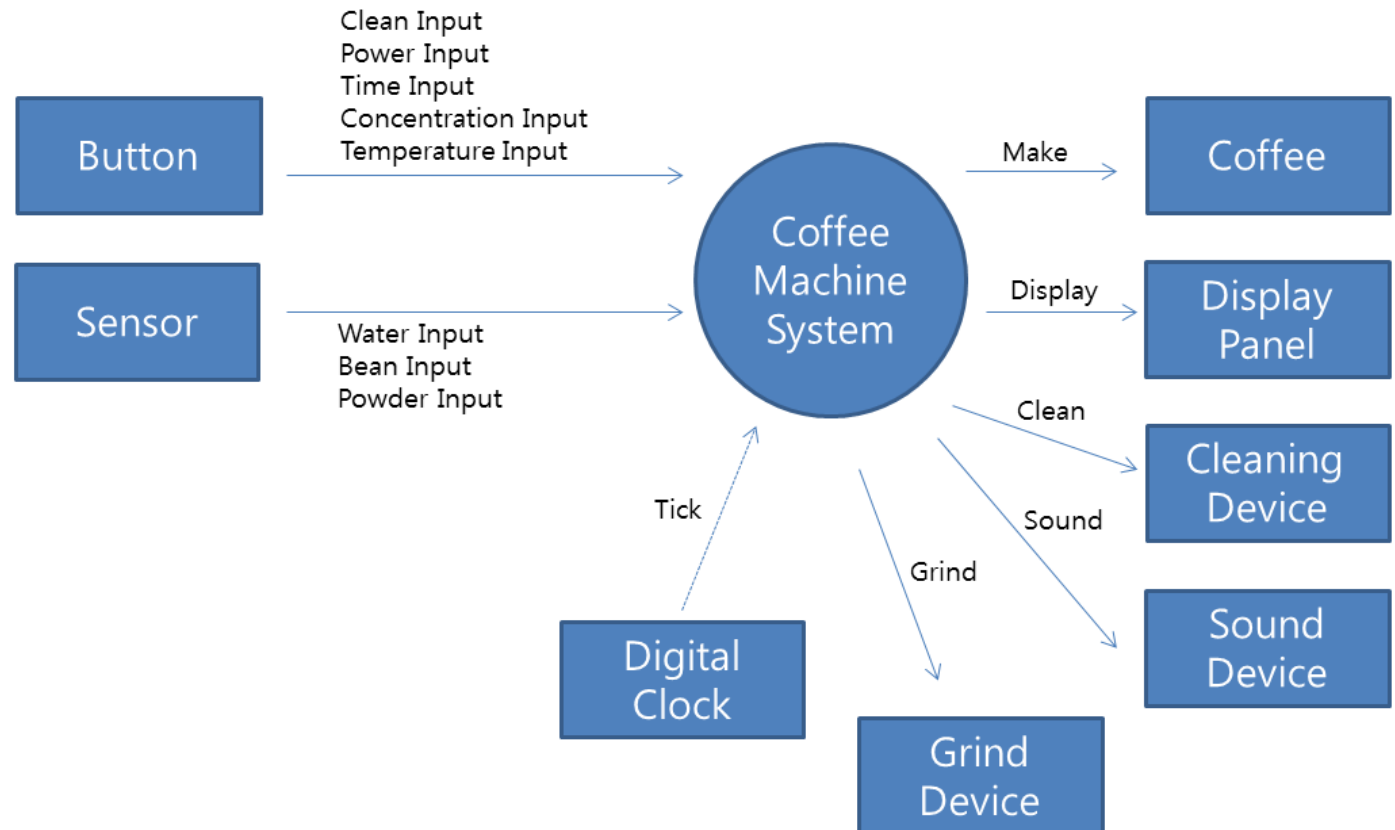 Clean Input
Power Input
Time Input
Concentration Input
Temperature Input
Button
Make
Coffee
Coffee
Machine
System
Sensor
Water Input
Bean Input
Powder Input
Display
Display
Panel
Clean
Cleaning
Device
Tick
Sound
Grind
Sound
Device
Digital
Clock
Grind
Device